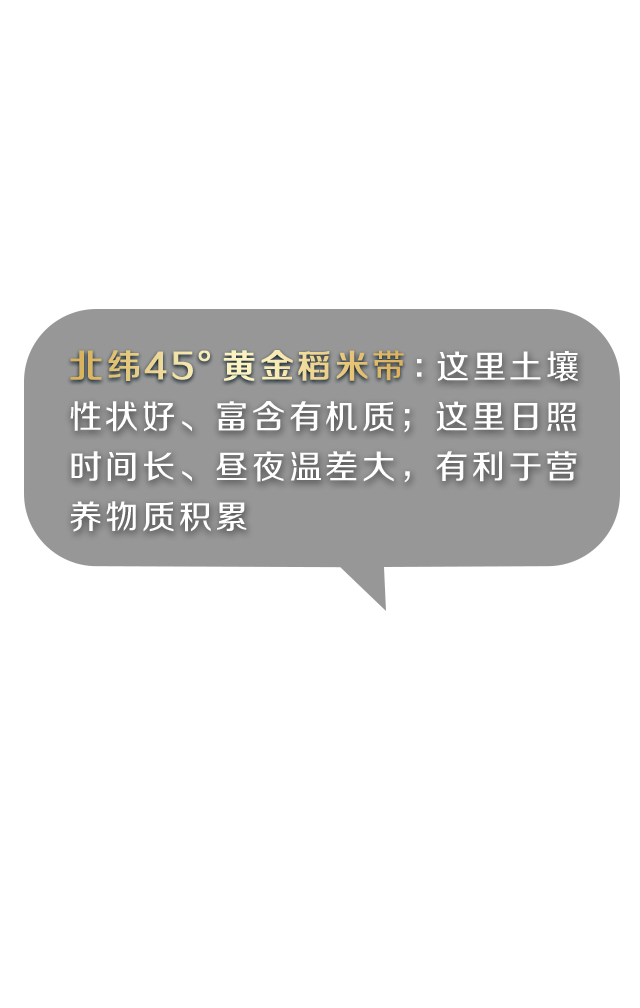 北纬45°黄金稻米带：这里土壤
性状好、富含有机质；这里日照
时间长、昼夜温差大，有利于营
养物质积累